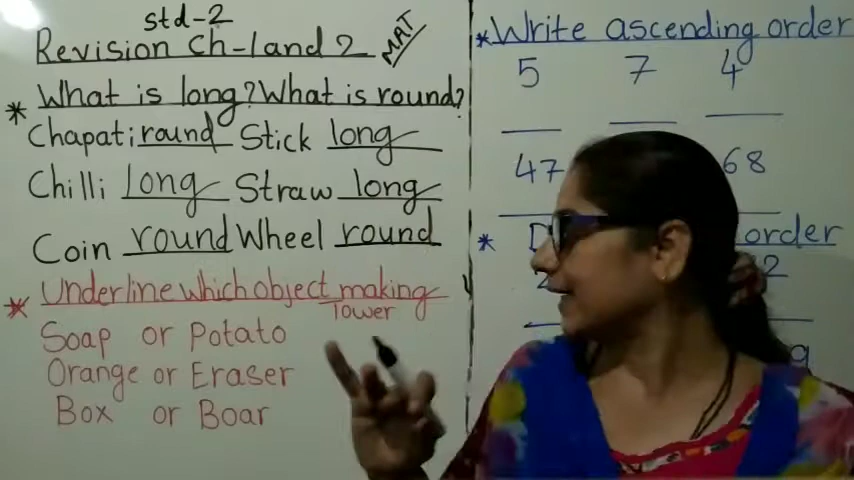 std-2
Revision Ch-1 and 2 MAT
* What is long? What is round?
Chapati round Stick long
Chilli long Straw long
Coin round Wheel round
* Underline which object making
Tower
Soap or Potato
Orange or Eraser
Box or Boar
* Write ascending order
5 7 4
47 68
* D order
2
9